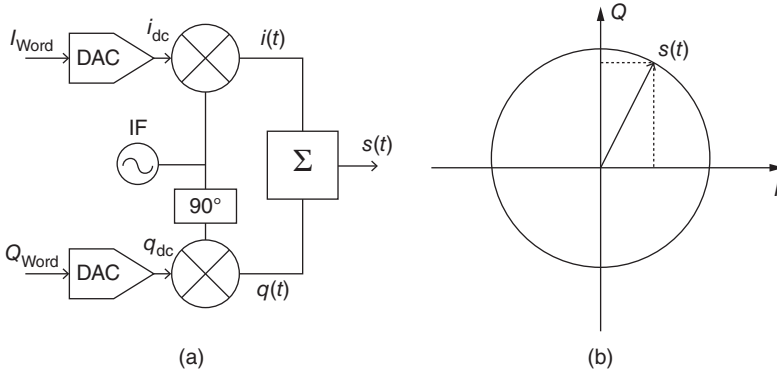 I_Word
DAC
i_dc
i(t)
IF
90°
Σ
s(t)
Q_Word
DAC
q_dc
q(t)
(a)
Q
s(t)
(b)